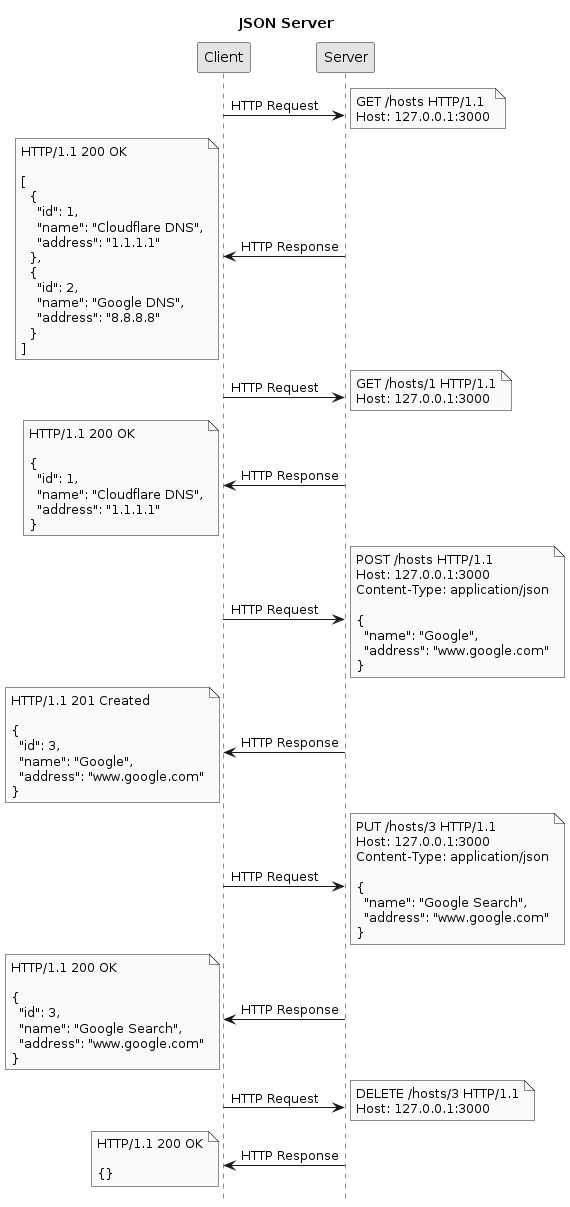 JSON Server
Client
Server
HTTP Request
GET /hosts HTTP/1.1
Host: 127.0.0.1:3000
HTTP/1.1 200 OK
[
{
"id": 1,
"name": "Cloudflare DNS",
"address": "1.1.1.1"
},
{
"id": 2,
"name": "Google DNS",
"address": "8.8.8.8"
}
]
HTTP Response
HTTP Request
GET /hosts/1 HTTP/1.1
Host: 127.0.0.1:3000
HTTP/1.1 200 OK
{
"id": 1,
"name": "Cloudflare DNS",
"address": "1.1.1.1"
}
HTTP Response
HTTP Request
POST /hosts HTTP/1.1
Host: 127.0.0.1:3000
Content-Type: application/json
{
"name": "Google",
"address": "www.google.com"
}
HTTP/1.1 201 Created
{
"id": 3,
"name": "Google",
"address": "www.google.com"
}
HTTP Response
HTTP Request
PUT /hosts/3 HTTP/1.1
Host: 127.0.0.1:3000
Content-Type: application/json
{
"name": "Google Search",
"address": "www.google.com"
}
HTTP/1.1 200 OK
{
"id": 3,
"name": "Google Search",
"address": "www.google.com"
}
HTTP Response
HTTP Request
DELETE /hosts/3 HTTP/1.1
Host: 127.0.0.1:3000
HTTP/1.1 200 OK
{}
HTTP Response